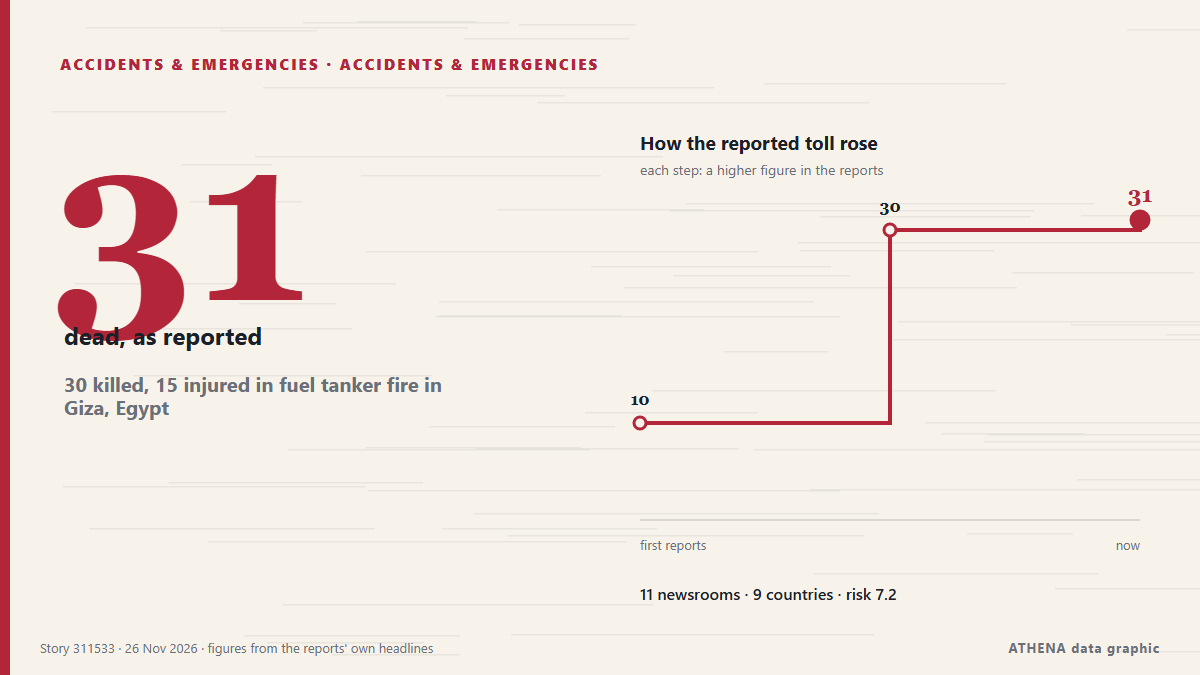 ACCIDENTS & EMERGENCIES · ACCIDENTS & EMERGENCIES
31
dead, as reported
30 killed, 15 injured in fuel tanker fire in
Giza, Egypt
How the reported toll rose
each step: a higher figure in the reports
10
30
31
first reports
now
11 newsrooms · 9 countries · risk 7.2
Story 311533 · 26 Nov 2026 · figures from the reports' own headlines
ATHENA data graphic